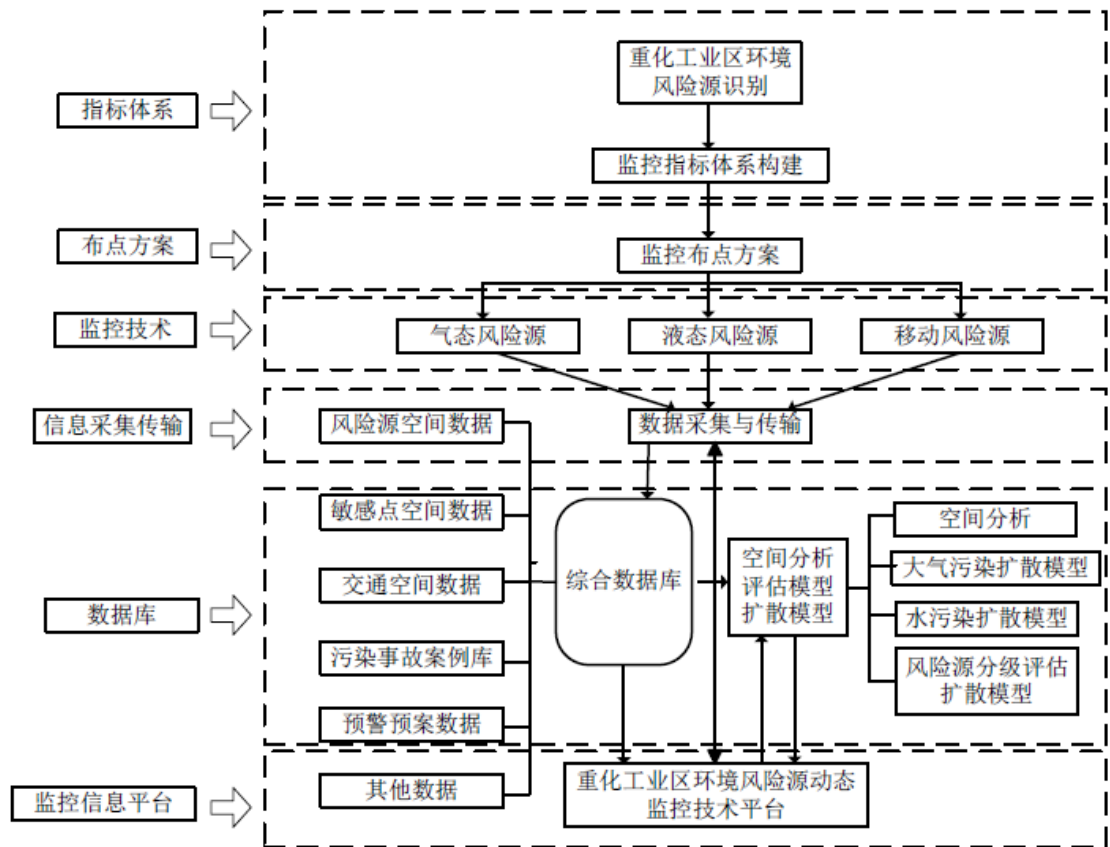 重化工业区环境
风险源识别
指标体系
监控指标体系构建
布点方案
监控布点方案
监控技术
气态风险源
液态风险源
移动风险源
信息采集传输
风险源空间数据
数据采集与传输
敏感点空间数据
空间分析
空间分析
评估模型
扩散模型
大气污染扩散模型
交通空间数据
综合数据库
数据库
水污染扩散模型
污染事故案例库
风险源分级评估
扩散模型
预警预案数据
监控信息平台
其他数据
重化工业区环境风险源动态
监控技术平台